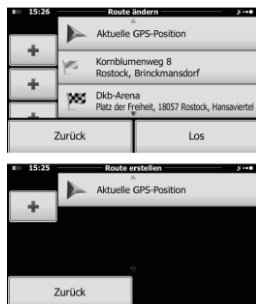 15:26 Route ändern
Aktuelle GPS-Position
Kornblumenweg 8
Rostock, Brinckmansdorf
Dkb-Arena
Platz der Freiheit, 18057 Rostock, Hansaviertel
Zurück Los
15:25 Route erstellen
Aktuelle GPS-Position
Zurück